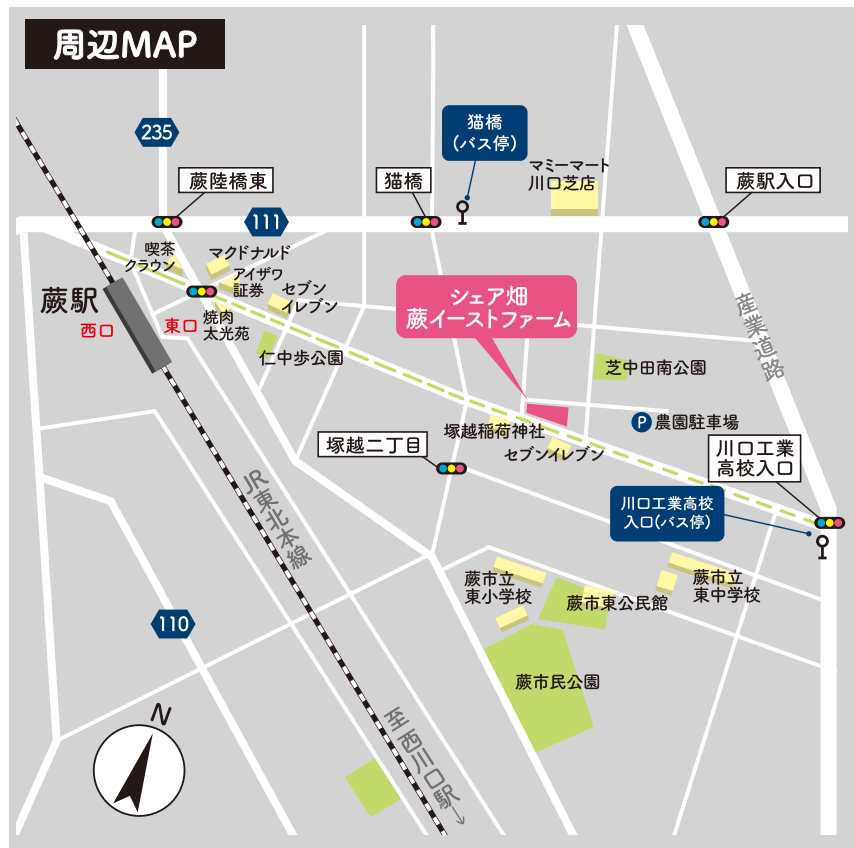 周辺MAP
235
猫橋
(バス停)
マミーマート
川口芝店
蕨陸橋東
猫橋
蕨駅入口
111
喫茶
クラウン
マクドナルド
アイザワ
証券
セブン
イレブン
蕨駅
西口
東口
焼肉
太光苑
仁中歩公園
シェア畑
蕨イーストファーム
産業道路
芝中田南公園
P
農園駐車場
塚越稲荷神社
セブンイレブン
塚越二丁目
川口工業
高校入口
JR東北本線
川口工業高校
入口(バス停)
蕨市立
東小学校
蕨市東公民館
蕨市立
東中学校
110
蕨市民公園
N
至西川口駅→